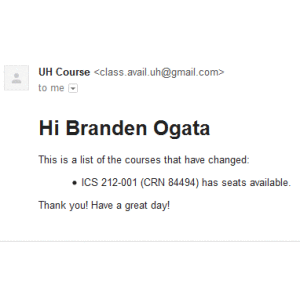 UH Course <class.avail.uh@gmail.com>
to me
Hi Branden Ogata
This is a list of the courses that have changed:
• ICS 212-001 (CRN 84494) has seats available.
Thank you! Have a great day!